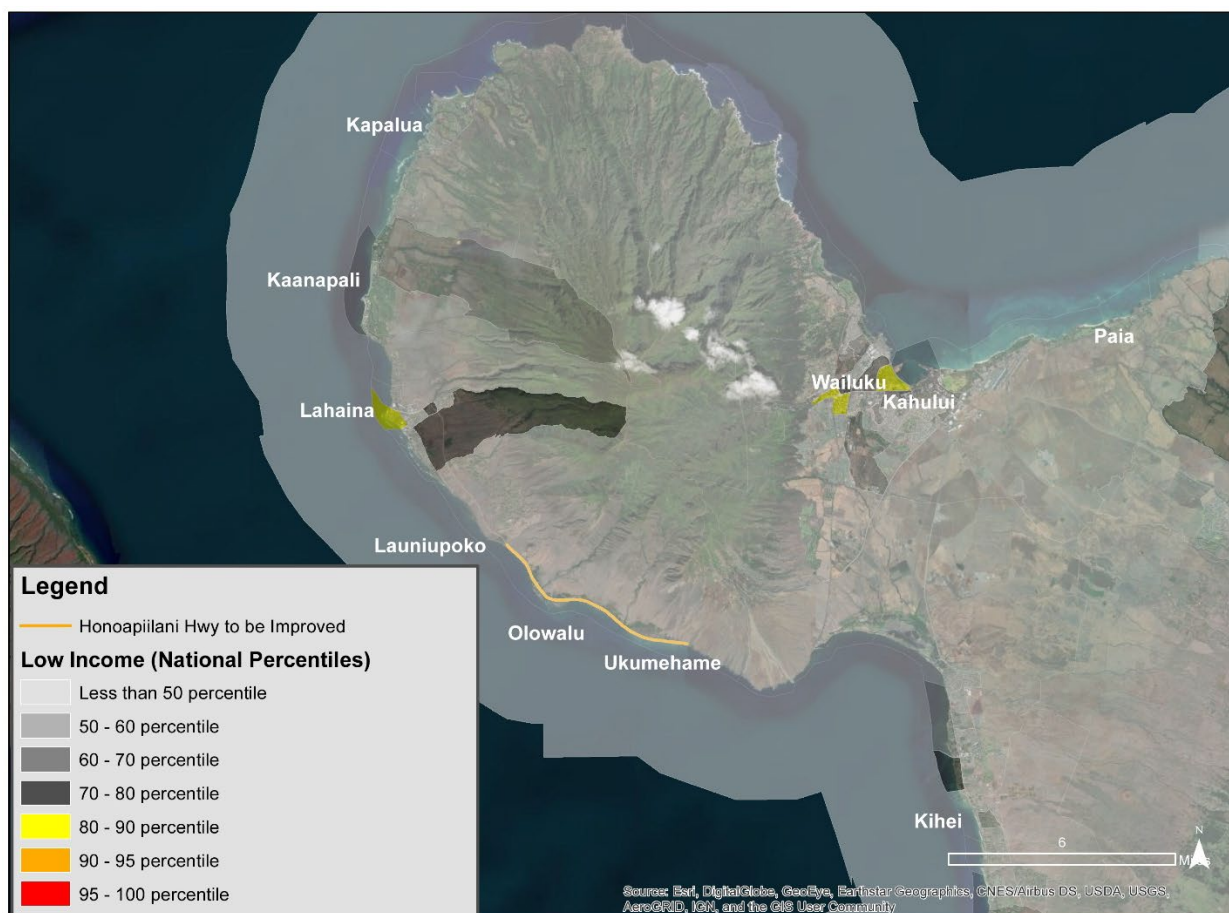 Kapalua
Kaanapali
Paia
Wailuku
Kahului
Lahaina
Launiupoko
Olowalu
Ukumehame
Kihei
Legend
Honoapiilani Hwy to be Improved
Low Income (National Percentiles)
Less than 50 percentile
50 - 60 percentile
60 - 70 percentile
70 - 80 percentile
80 - 90 percentile
90 - 95 percentile
95 - 100 percentile
N
6
Miles
Source: Esri, DigitalGlobe, GeoEye, Earthstar Geographics, CNES/Airbus DS, USDA, USGS,
AeroGRID, IGN, and the GIS User Community